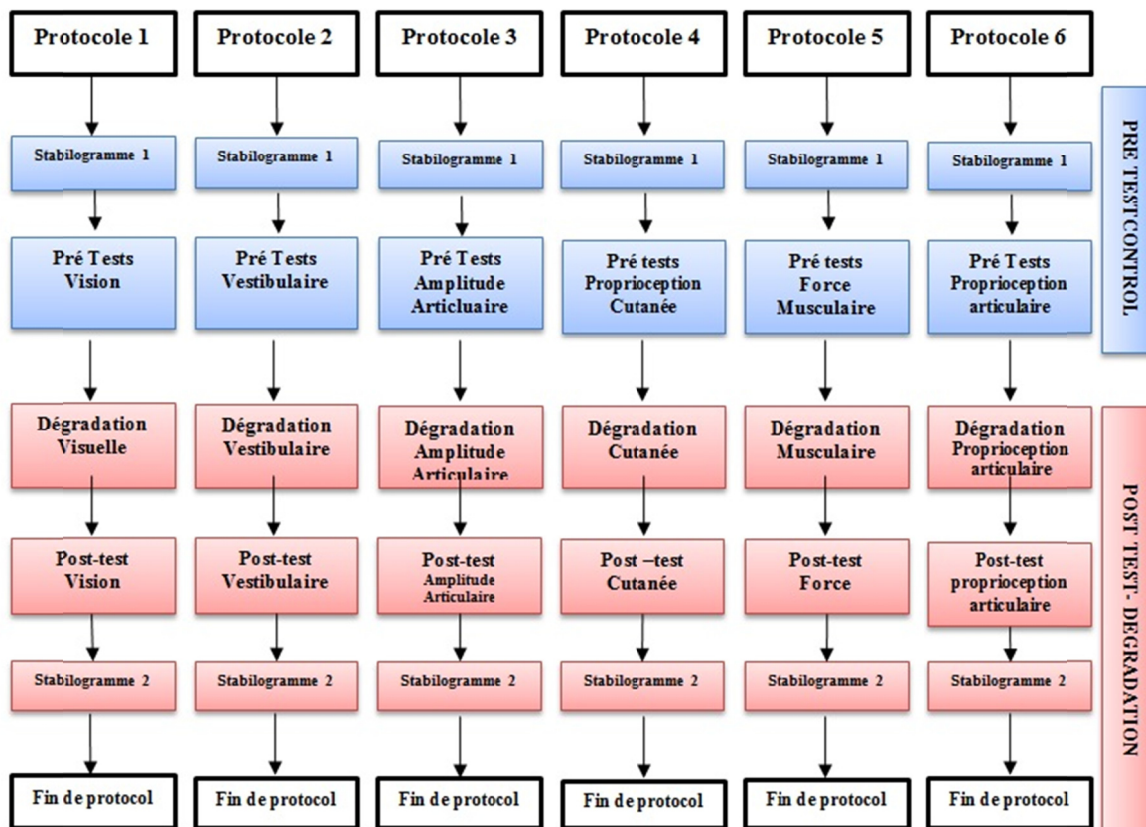 Protocole 1
Protocole 2
Protocole 3
Protocole 4
Protocole 5
Protocole 6
Stabilogramme 1
Stabilogramme 1
Stabilogramme 1
Stabilogramme 1
Stabilogramme 1
Stabilogramme 1
PRE TESTCONTROL
Pré Tests
Vision
Pré Tests
Vestibulaire
Pré Tests
Amplitude
Articluaire
Pré tests
Proprioception
Cutanée
Pré tests
Force
Musculaire
Pré Tests
Proprioception
articulaire
Dégradation
Visuelle
Dégradation
Vestibulaire
Dégradation
Amplitude
Articulaire
Dégradation
Cutanée
Dégradation
Musculaire
Dégradation
Proprioception
articulaire
POST TEST- DEGRADATION
Post-test
Vision
Post-test
Vestibulaire
Post-test
Amplitude
Articulaire
Post –test
Cutanée
Post-test
Force
Post-test
proprioception
articulaire
Stabilogramme 2
Stabilogramme 2
Stabilogramme 2
Stabilogramme 2
Stabilogramme 2
Stabilogramme 2
Fin de protocol
Fin de protocol
Fin de protocol
Fin de protocol
Fin de protocol
Fin de protocol